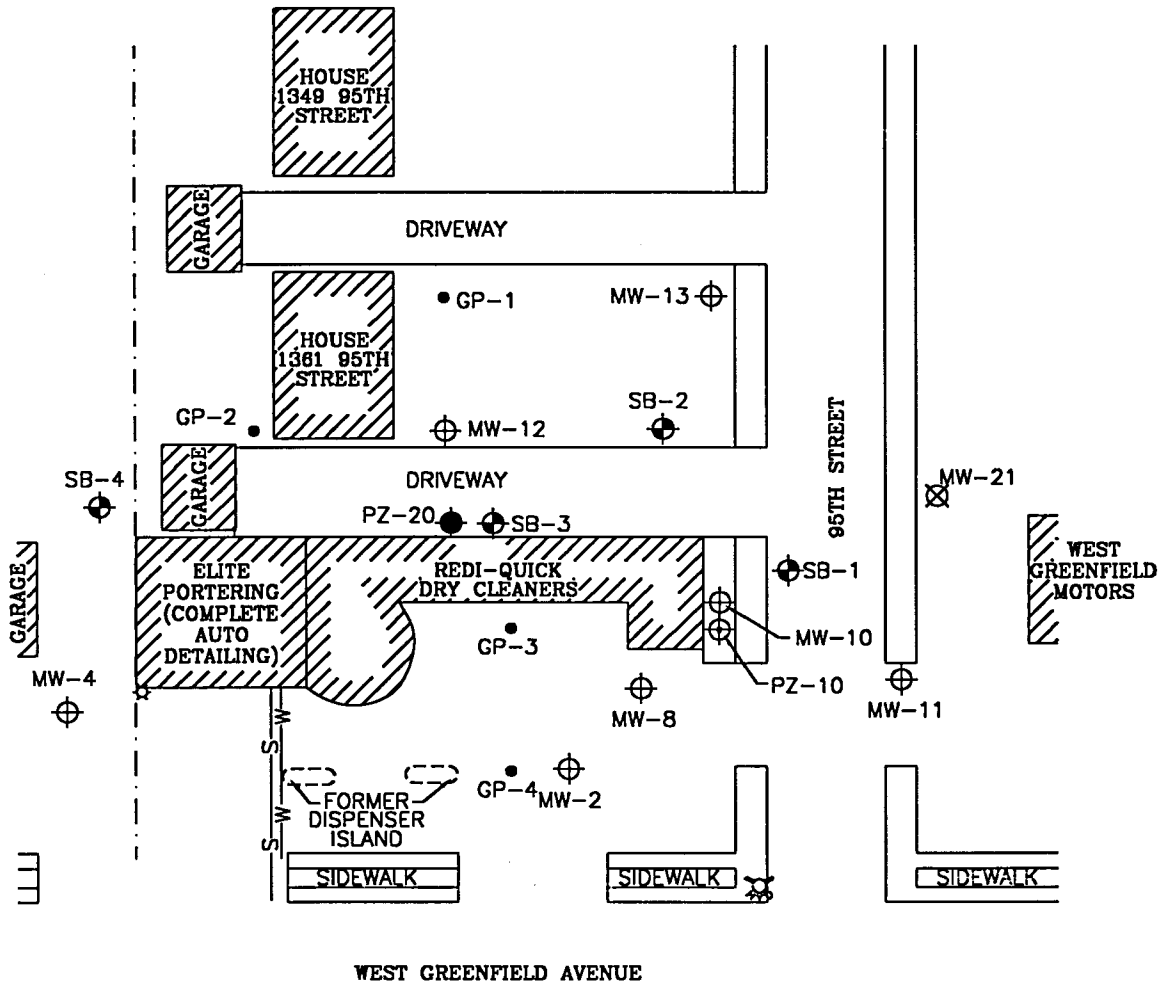 HOUSE
1349 95TH
STREET
GARAGE
DRIVEWAY
GP-1
MW-13
HOUSE
1361 95TH
STREET
GP-2
MW-12
SB-2
95TH STREET
SB-4
GARAGE
DRIVEWAY
MW-21
PZ-20
SB-3
GARAGE
ELITE
PORTERING
(COMPLETE
AUTO
DETAILING)
REDI-QUICK
DRY CLEANERS
SB-1
WEST
GREENFIELD
MOTORS
GP-3
MW-10
PZ-10
MW-4
MW-8
MW-11
W
S
W
S
FORMER
DISPENSER
ISLAND
GP-4
MW-2
SIDEWALK
SIDEWALK
SIDEWALK
WEST GREENFIELD AVENUE